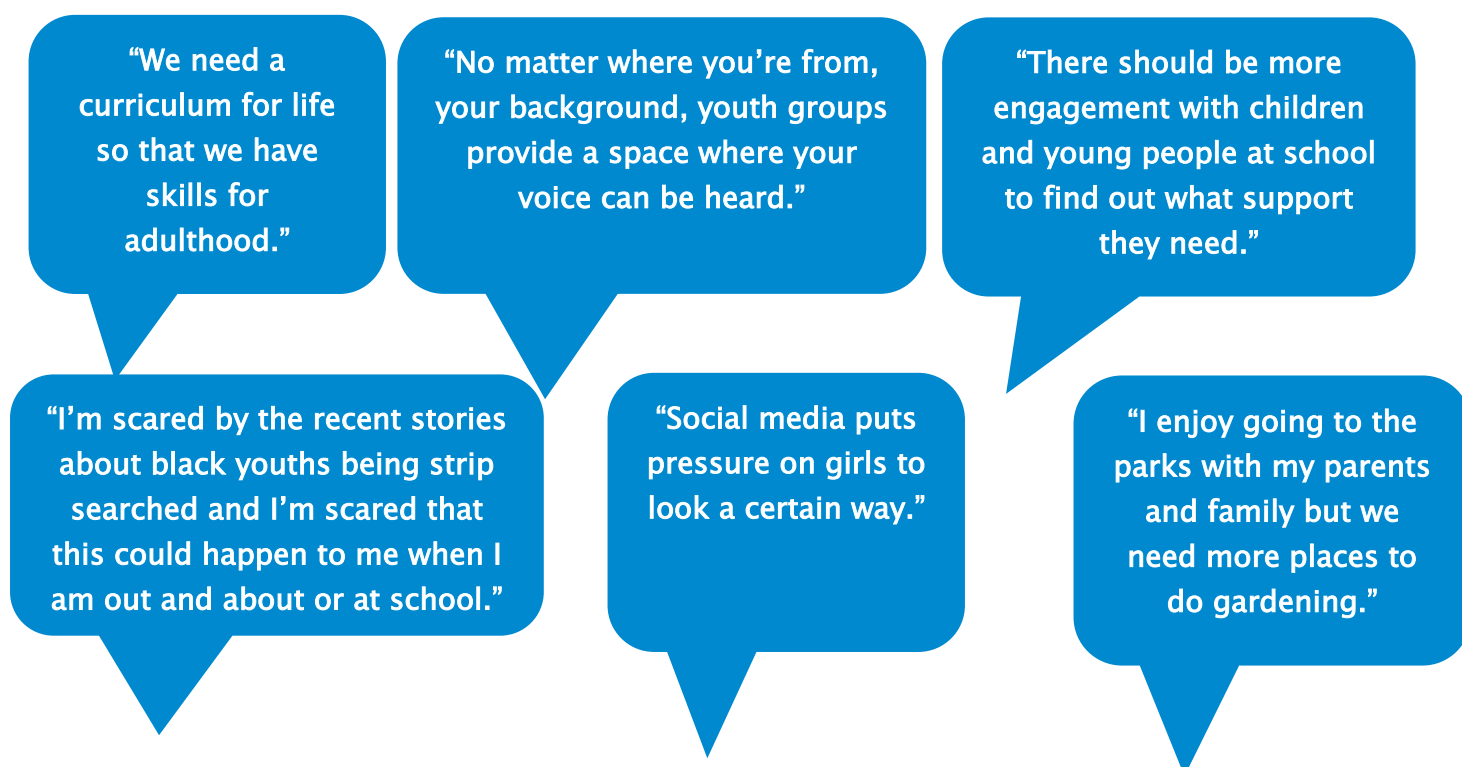 “We need a
curriculum for life
so that we have
skills for
adulthood.”
“No matter where you’re from,
your background, youth groups
provide a space where your
voice can be heard.”
“There should be more
engagement with children
and young people at school
to find out what support
they need.”
“I’m scared by the recent stories
about black youths being strip
searched and I’m scared that
this could happen to me when I
am out and about or at school.”
“Social media puts
pressure on girls to
look a certain way.”
“I enjoy going to the
parks with my parents
and family but we
need more places to
do gardening.”